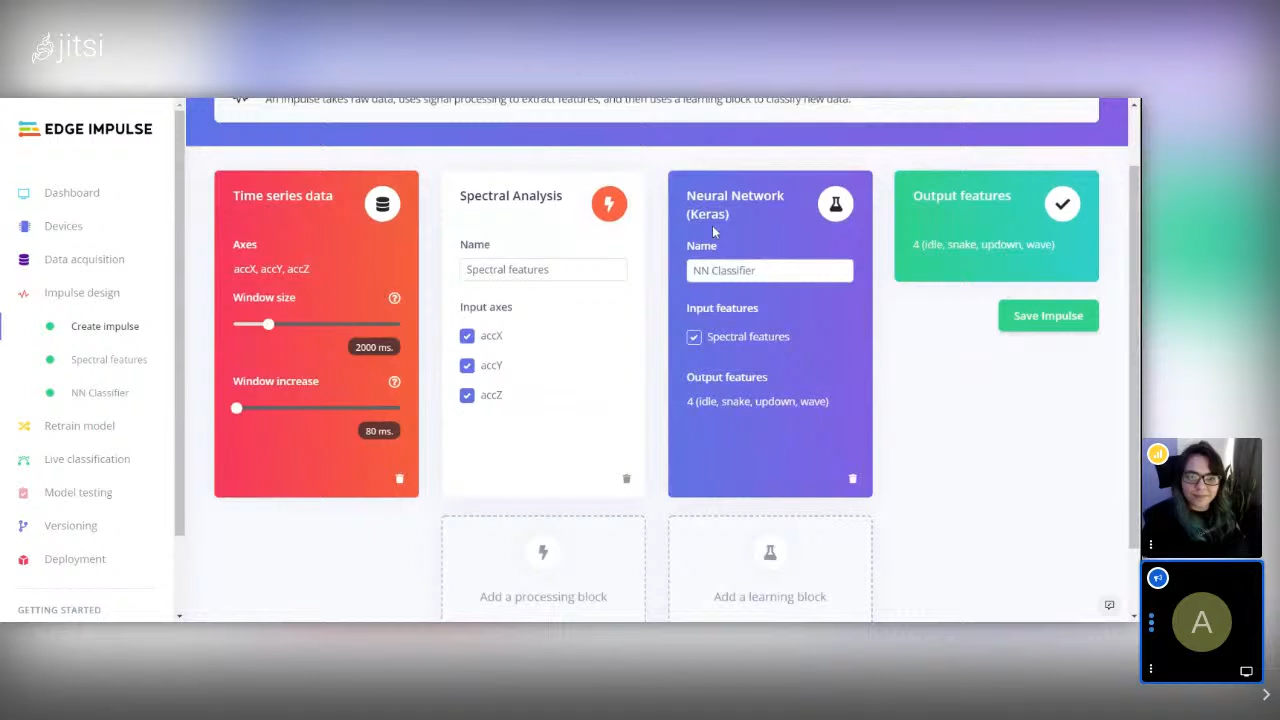 jitsi
An impulse takes raw data, uses signal processing to extract features, and then uses a learning block to classify new data.
EDGE IMPULSE
Dashboard
Devices
Data acquisition
Impulse design
Create impulse
Spectral features
NN Classifier
Retrain model
Live classification
Model testing
Versioning
Deployment
GETTING STARTED
Time series data
Axes
accX, accY, accZ
Window size
2000 ms.
Window increase
80 ms.
Spectral Analysis
Name
Spectral features
Input axes
accX
accY
accZ
Neural Network
(Keras)
Name
NN Classifier
Input features
Spectral features
Output features
4 (idle, snake, updown, wave)
Output features
4 (idle, snake, updown, wave)
Save Impulse
Add a processing block
Add a learning block
A